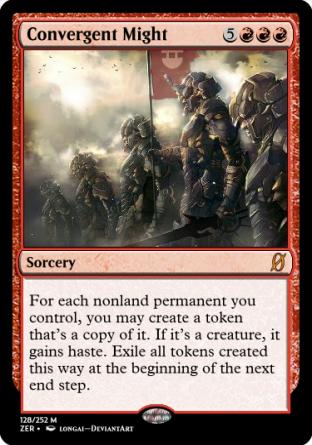 Convergent Might 5
Sorcery
For each nonland permanent you
control, you may create a token
that's a copy of it. If it's a creature, it
gains haste. Exile all tokens created
this way at the beginning of the next
end step.
128/252 M
ZER • LONGAI—DEVIANTART